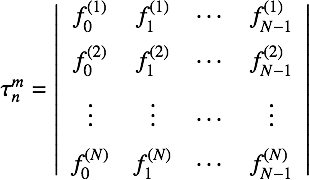 f_0^{(1)} f_1^{(1)} ⋯ f_{N-1}^{(1)}
f_0^{(2)} f_1^{(2)} ⋯ f_{N-1}^{(2)}
τ_n^m = | ⋮ ⋮ ⋯ ⋮ |
f_0^{(N)} f_1^{(N)} ⋯ f_{N-1}^{(N)}